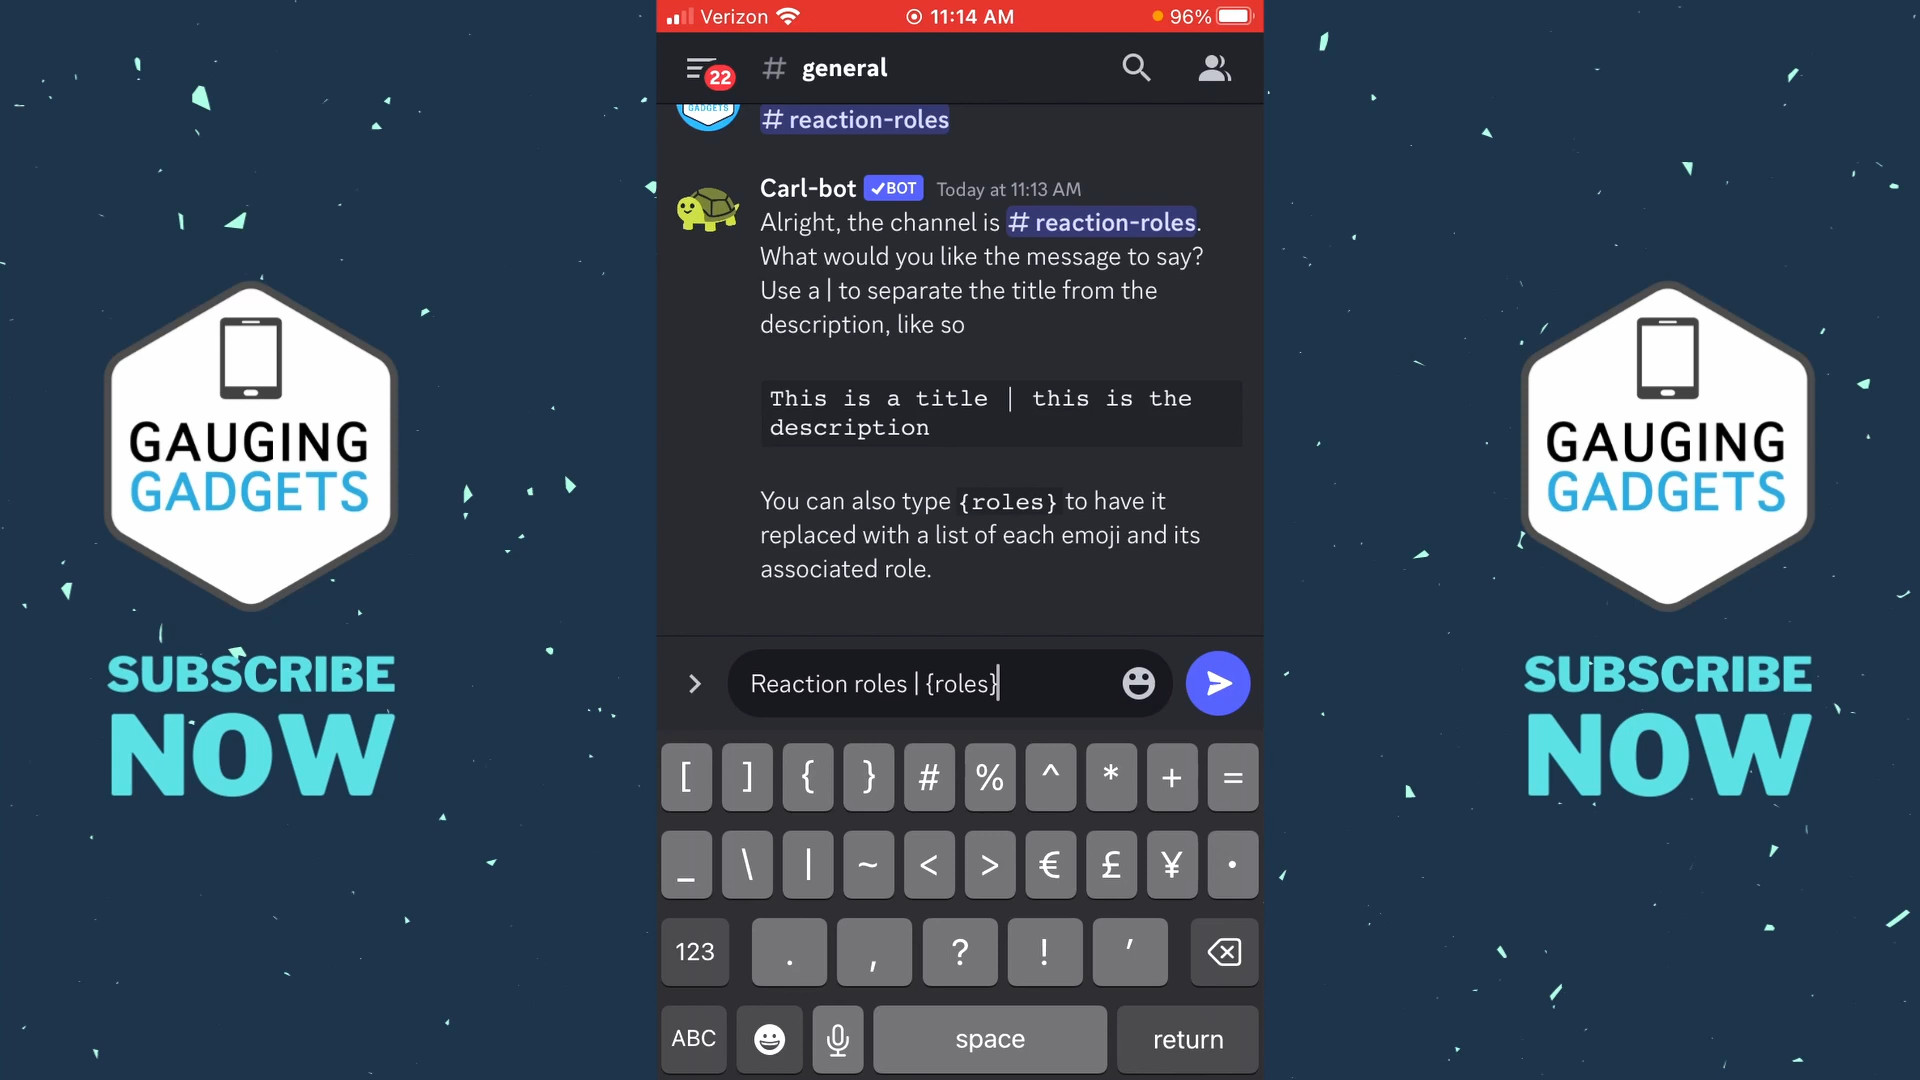 Verizon 11:14 AM 96%
22 # general
GADGETS
# reaction-roles
Carl-bot ✓BOT Today at 11:13 AM
Alright, the channel is # reaction-roles.
What would you like the message to say?
Use a | to separate the title from the
description, like so
This is a title | this is the
description
You can also type {roles} to have it
replaced with a list of each emoji and its
associated role.
Reaction roles | {roles}
[ ] { } # % ^ * + =
_ \ | ~ < > € £ ¥ •
123 . , ? ! ’
ABC space return
GAUGING
GADGETS
SUBSCRIBE
NOW
GAUGING
GADGETS
SUBSCRIBE
NOW